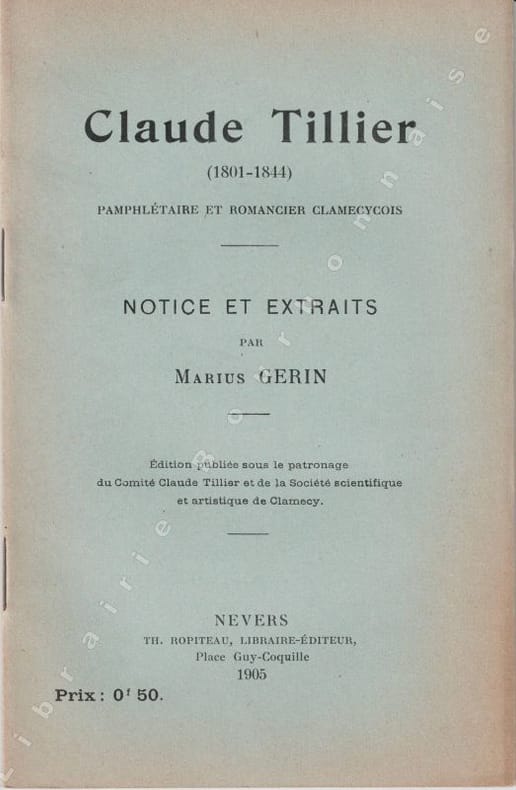 Claude Tillier
(1801-1844)
PAMPHLÉTAIRE ET ROMANCIER CLAMECYCOIS
NOTICE ET EXTRAITS
PAR
MARIUS GERIN
Édition publiée sous le patronage
du Comité Claude Tillier et de la Société scientifique
et artistique de Clamecy.
NEVERS
TH. ROPITEAU, LIBRAIRE-ÉDITEUR,
Place Guy-Coquille
1905
Prix : 0f 50.
Librairie Bourbonnaise